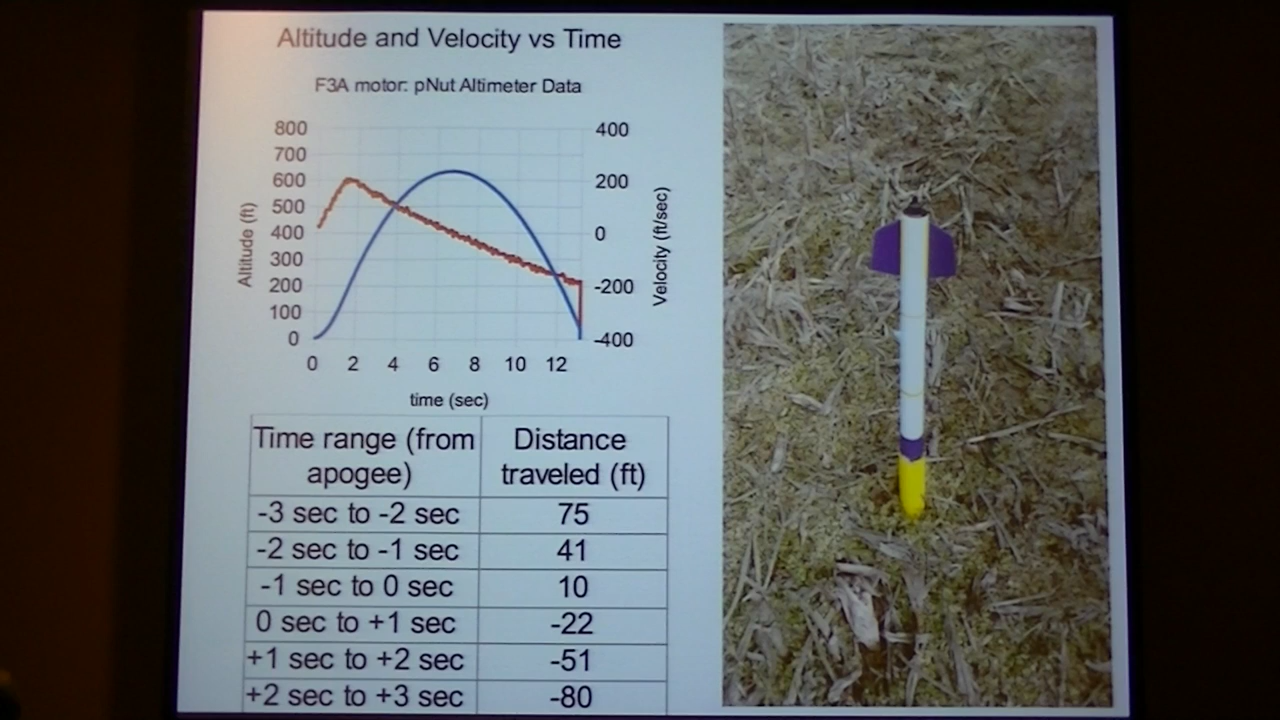 Altitude and Velocity vs Time
F3A motor: pNut Altimeter Data
Altitude (ft)
800
700
600
500
400
300
200
100
0
400
200
0
-200
-400
Velocity (ft/sec)
0 2 4 6 8 10 12
time (sec)
Time range (from apogee) Distance traveled (ft)
-3 sec to -2 sec 75
-2 sec to -1 sec 41
-1 sec to 0 sec 10
0 sec to +1 sec -22
+1 sec to +2 sec -51
+2 sec to +3 sec -80